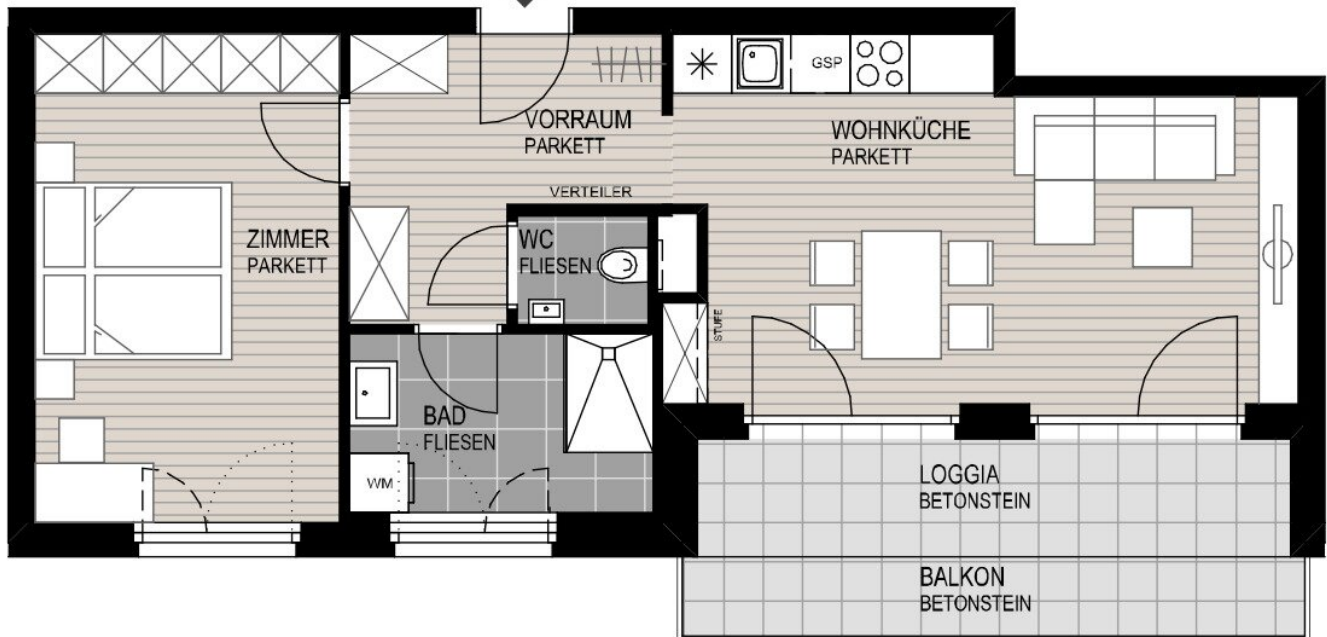 GSP
VORRAUM
PARKETT
WOHNKÜCHE
PARKETT
VERTEILER
ZIMMER
PARKETT
WC
FLIESEN
STUFE
BAD
FLIESEN
WM
LOGGIA
BETONSTEIN
BALKON
BETONSTEIN